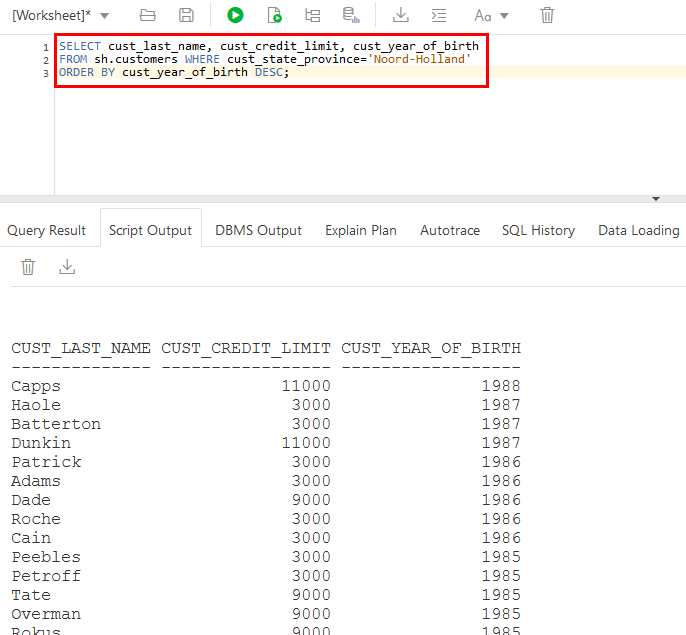 [Worksheet]*
Aa
1 SELECT cust_last_name, cust_credit_limit, cust_year_of_birth
2 FROM sh.customers WHERE cust_state_province='Noord-Holland'
3 ORDER BY cust_year_of_birth DESC;
Query Result Script Output DBMS Output Explain Plan Autotrace SQL History Data Loading
CUST_LAST_NAME CUST_CREDIT_LIMIT CUST_YEAR_OF_BIRTH
-------------- ----------------- ------------------
Capps 11000 1988
Haole 3000 1987
Batterton 3000 1987
Dunkin 11000 1987
Patrick 3000 1986
Adams 3000 1986
Dade 9000 1986
Roche 3000 1986
Cain 3000 1986
Peebles 3000 1985
Petroff 3000 1985
Tate 9000 1985
Overman 9000 1985
Rokus 9000 1985